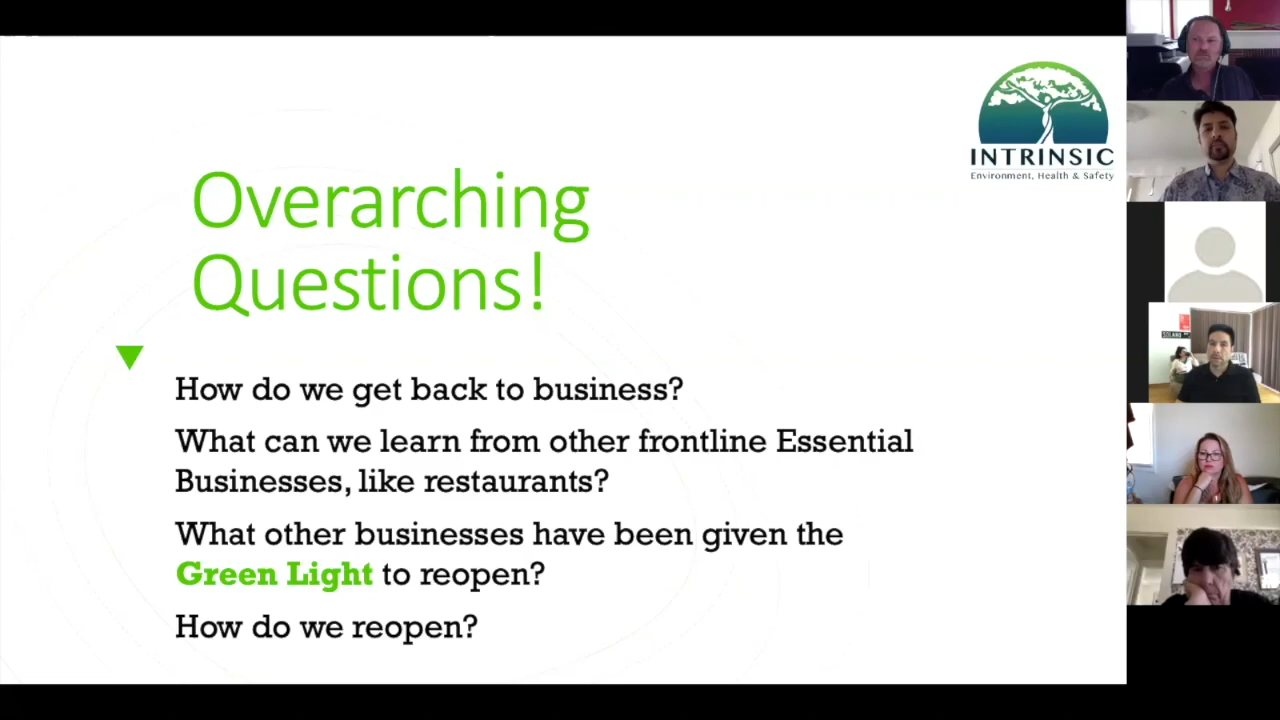 INTRINSIC
Environment, Health & Safety
Overarching
Questions!
How do we get back to business?
What can we learn from other frontline Essential
Businesses, like restaurants?
What other businesses have been given the
Green Light to reopen?
How do we reopen?